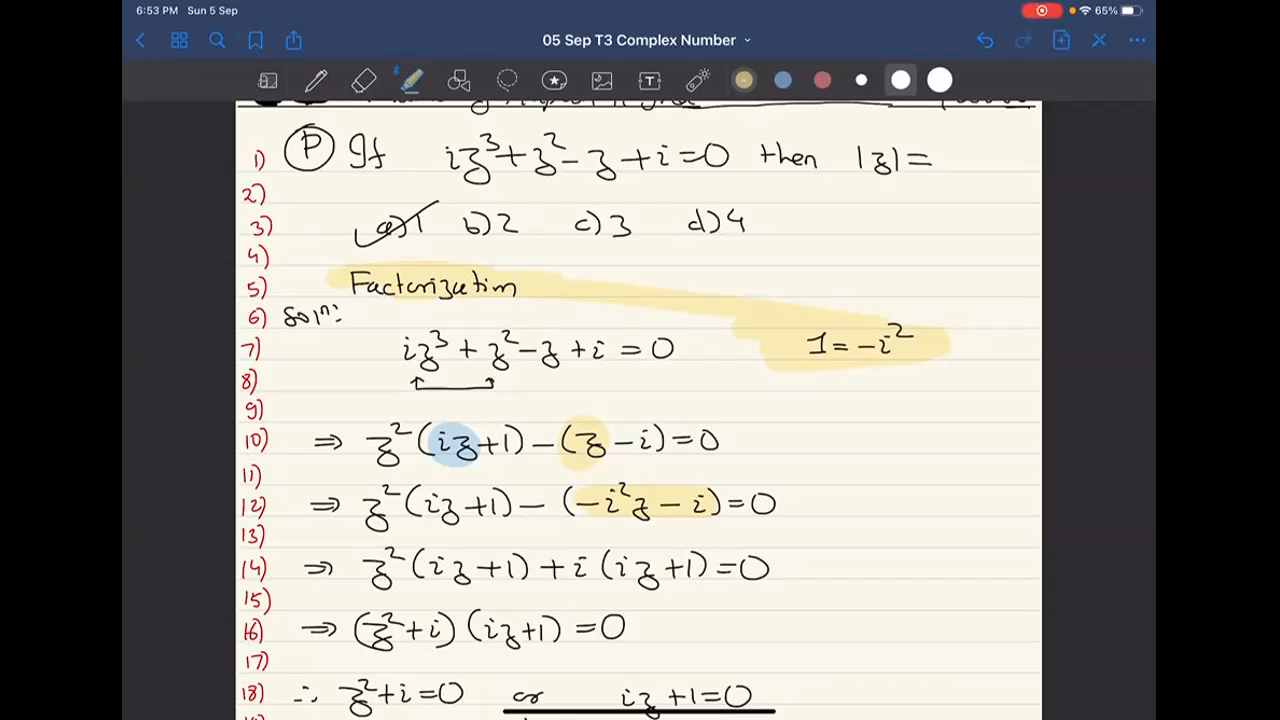 6:53 PM Sun 5 Sep 65%
05 Sep T3 Complex Number
1) (P) If iz³ + z² - z + i = 0 then |z| =
2)
3) a) 1 b) 2 c) 3 d) 4
4)
5) Factorization
6) Solⁿ:
7) iz³ + z² - z + i = 0 1 = -i²
8)
9)
10) ⇒ z² (iz + 1) - (z - i) = 0
11)
12) ⇒ z² (iz + 1) - (-i²z - i) = 0
13)
14) ⇒ z² (iz + 1) + i (iz + 1) = 0
15)
16) ⇒ (z² + i) (iz + 1) = 0
17)
18) ∴ z² + i = 0 or iz + 1 = 0